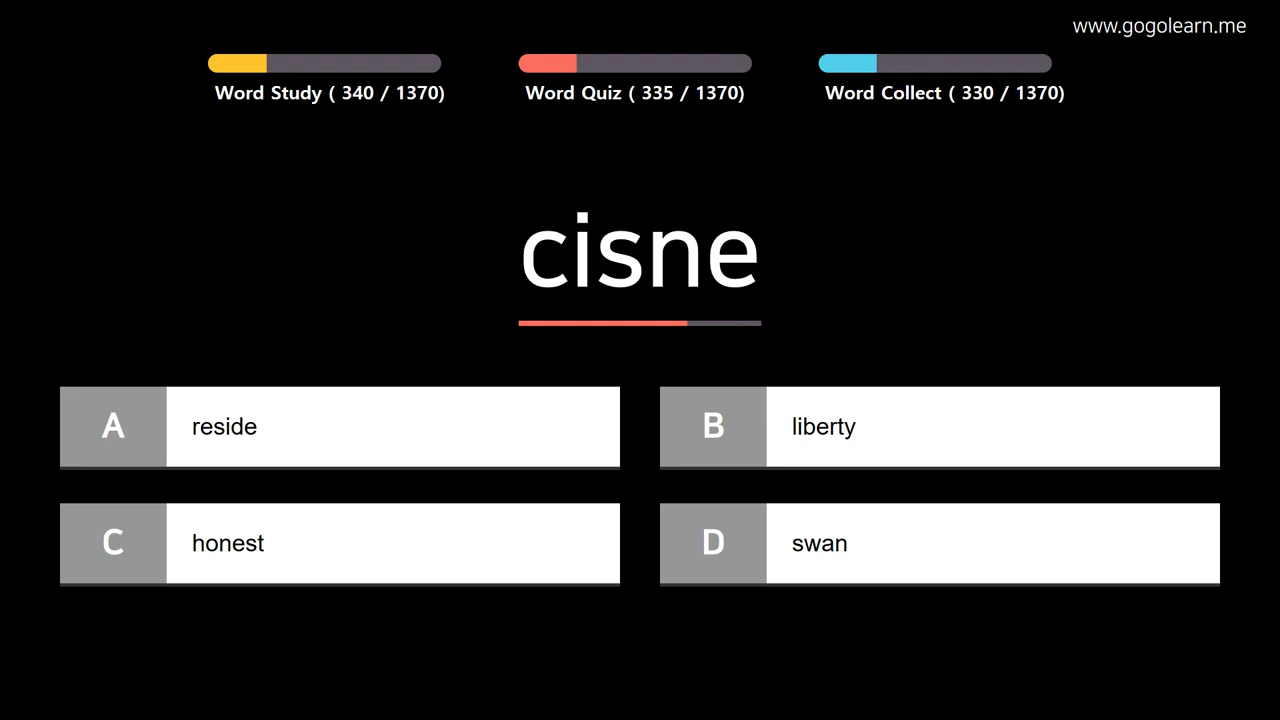 www.gogolearn.me
Word Study ( 340 / 1370)
Word Quiz ( 335 / 1370)
Word Collect ( 330 / 1370)
cisne
A reside
B liberty
C honest
D swan